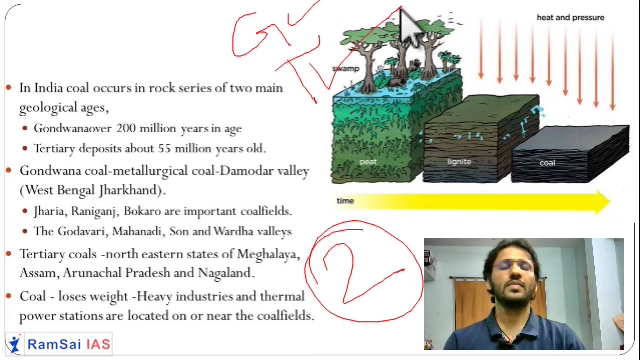 heat and pressure
swamp
peat
lignite
coal
time
• In India coal occurs in rock series of two main
geological ages,
• Gondwanaover 200 million years in age
• Tertiary deposits about 55 million years old.
• Gondwana coal-metallurgical coal-Damodar valley
(West Bengal Jharkhand).
• Jharia, Raniganj, Bokaro are important coalfields.
• The Godavari, Mahanadi, Son and Wardha valleys
• Tertiary coals -north eastern states of Meghalaya,
Assam, Arunachal Pradesh and Nagaland.
• Coal - loses weight -Heavy industries and thermal
power stations are located on or near the coalfields.
2
RamSai IAS